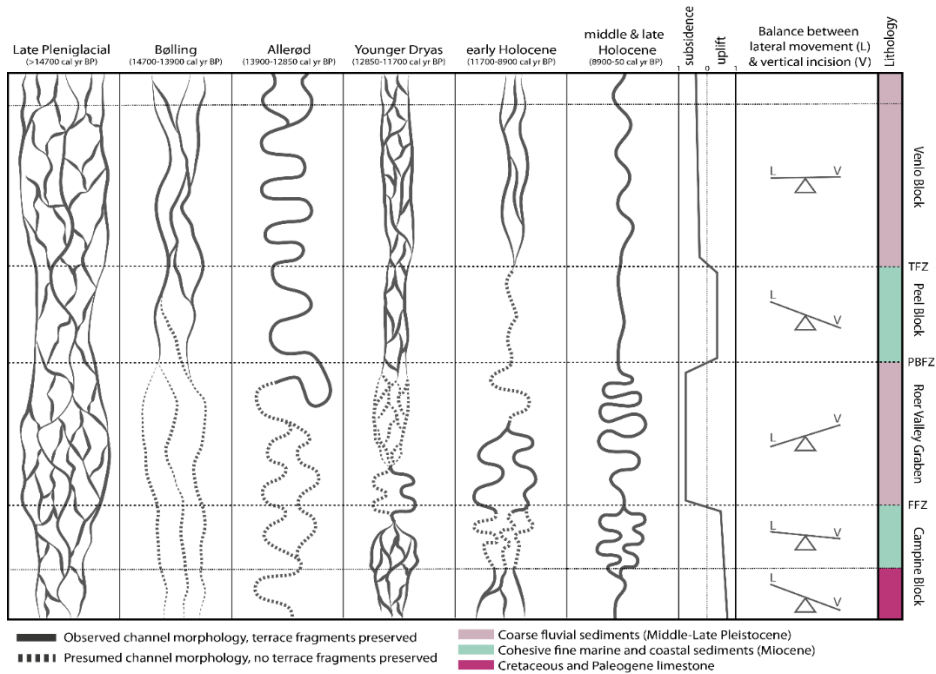 Late Pleniglacial
(>14700 cal yr BP)
Bølling
(14700-13900 cal yr BP)
Allerød
(13900-12850 cal yr BP)
Younger Dryas
(12850-11700 cal yr BP)
early Holocene
(11700-8900 cal yr BP)
middle & late
Holocene
(8900-50 cal yr BP)
subsidence
uplift
1 0 1
Balance between
lateral movement (L)
& vertical incision (V)
Lithology
L V
Venlo Block
TFZ
L V
Peel Block
PBFZ
L V
Roer Valley Graben
FFZ
L V
Campine Block
L V
Observed channel morphology, terrace fragments preserved
Presumed channel morphology, no terrace fragments preserved
Coarse fluvial sediments (Middle-Late Pleistocene)
Cohesive fine marine and coastal sediments (Miocene)
Cretaceous and Paleogene limestone